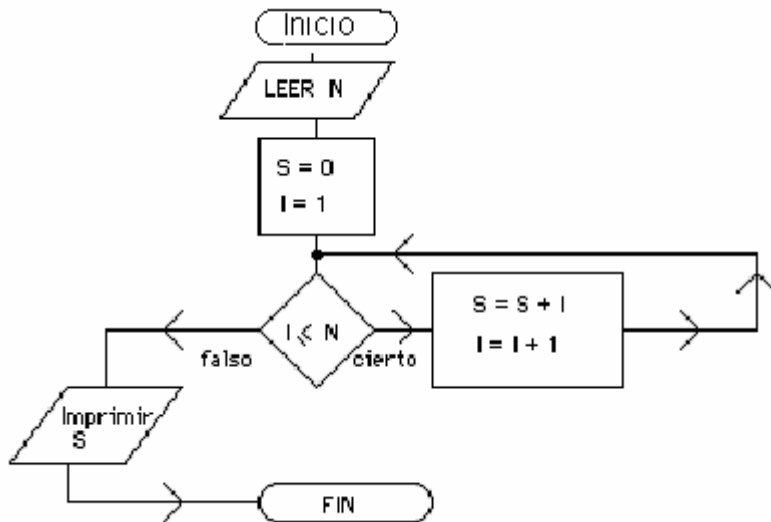 INICIO
LEER N
S = 0
I = 1
I ⩽ N
falso
cierto
S = S + I
I = I + 1
Imprimir
S
FIN